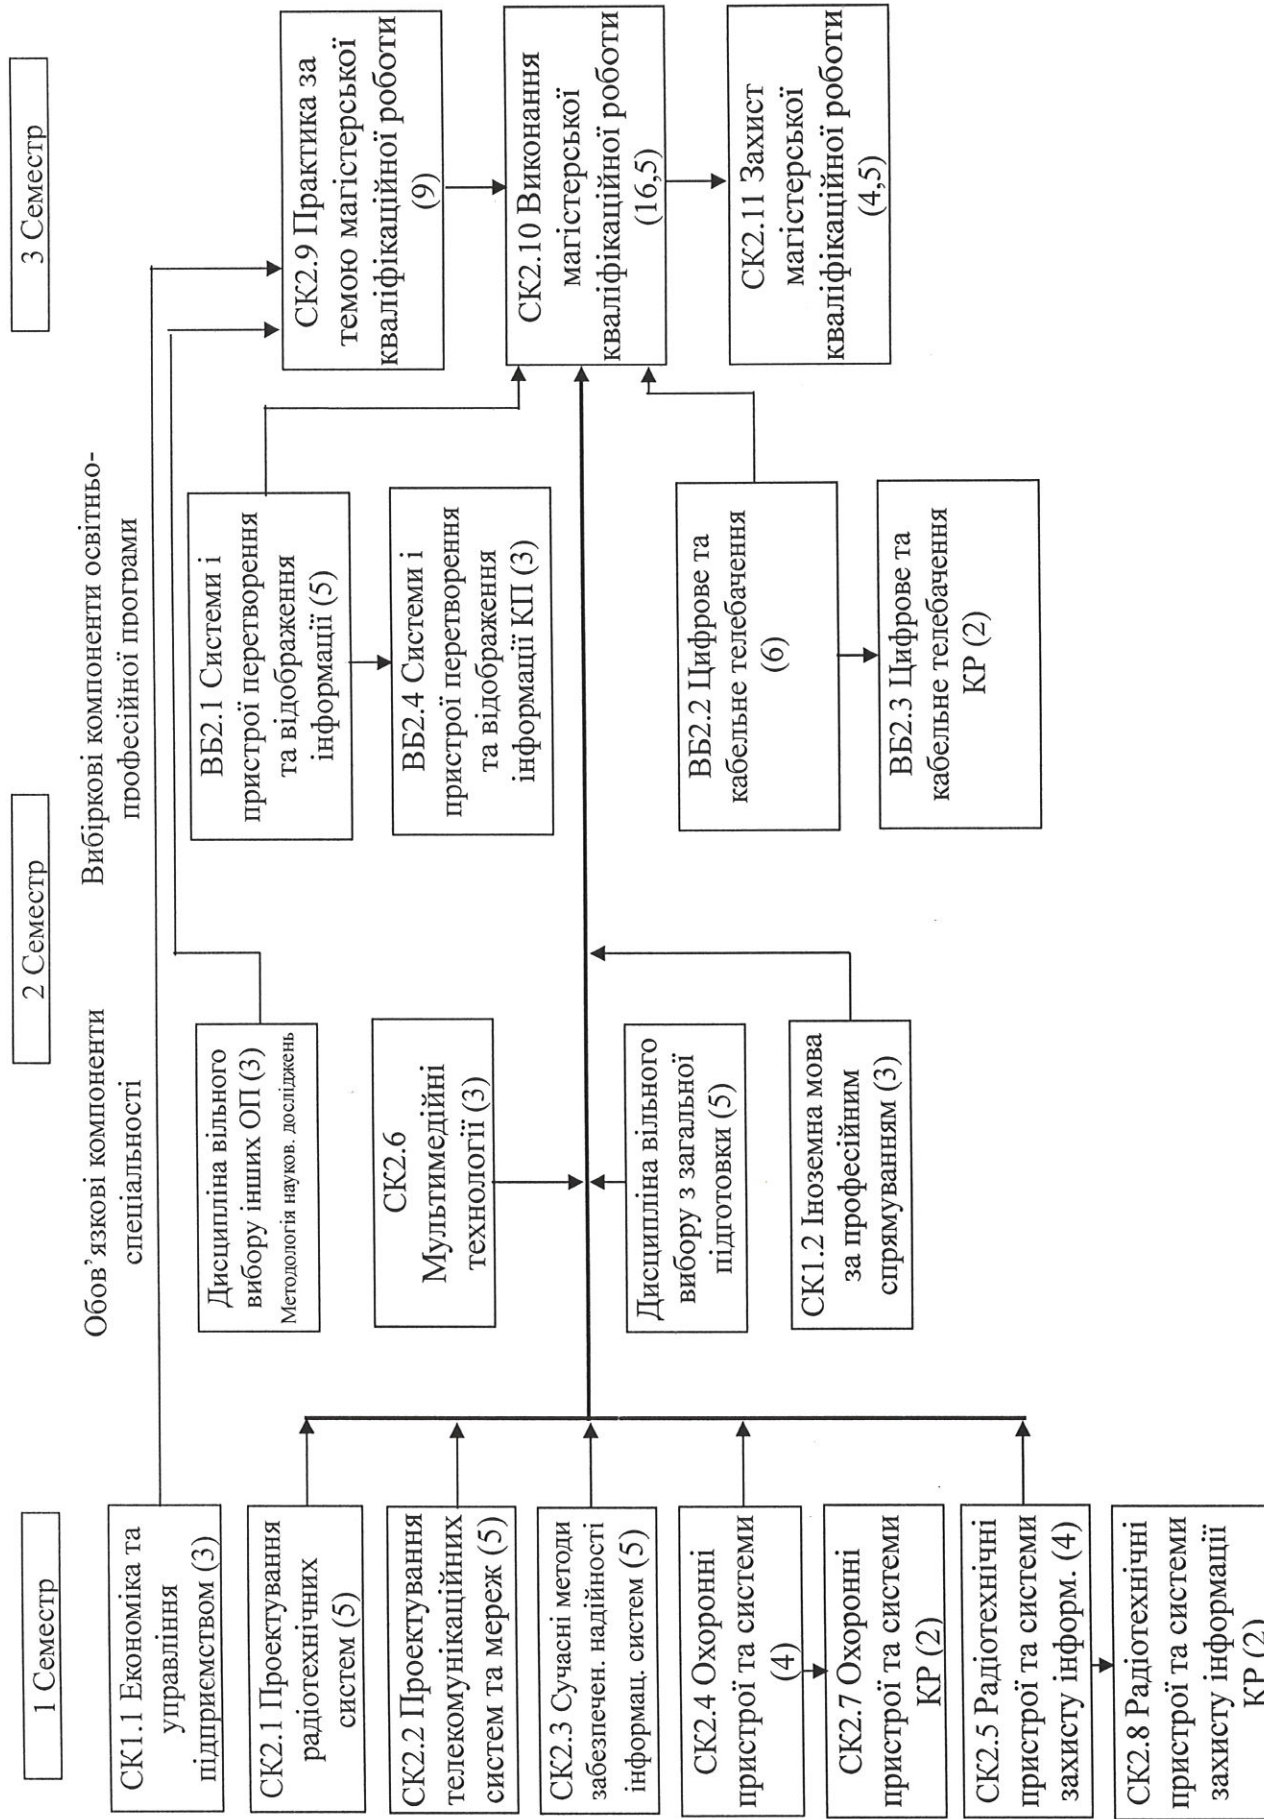 1 Семестр
СК1.1 Економіка та
управління
підприємством (3)
СК2.1 Проектування
радіотехнічних
систем (5)
СК2.2 Проектування
телекомунікаційних
систем та мереж (5)
СК2.3 Сучасні методи
забезпечен. надійності
інформац. систем (5)
СК2.4 Охоронні
пристрої та системи
(4)
СК2.7 Охоронні
пристрої та системи
КР (2)
СК2.5 Радіотехнічні
пристрої та системи
захисту інформ. (4)
СК2.8 Радіотехнічні
пристрої та системи
захисту інформації
КР (2)
2 Семестр
Обов’язкові компоненти
спеціальності
Дисципліна вільного
вибору інших ОП (3)
Методологія науков. досліджень
СК2.6
Мультимедійні
технології (3)
Дисципліна вільного
вибору з загальної
підготовки (5)
СК1.2 Іноземна мова
за професійним
спрямуванням (3)
Вибіркові компоненти освітньо-
професійної програми
ВБ2.1 Системи і
пристрої перетворення
та відображення
інформації (5)
ВБ2.4 Системи і
пристрої перетворення
та відображення
інформації КП (3)
ВБ2.2 Цифрове та
кабельне телебачення
(6)
ВБ2.3 Цифрове та
кабельне телебачення
КР (2)
3 Семестр
СК2.9 Практика за
темою магістерської
кваліфікаційної роботи
(9)
СК2.10 Виконання
магістерської
кваліфікаційної роботи
(16,5)
СК2.11 Захист
магістерської
кваліфікаційної роботи
(4,5)